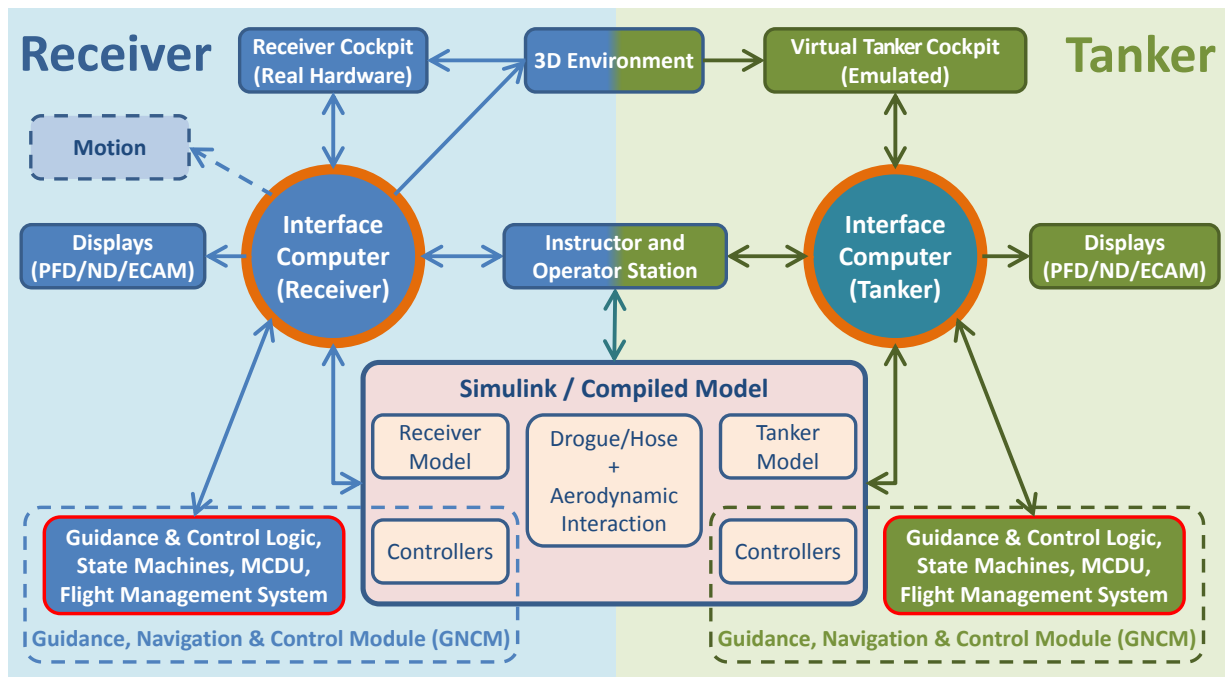 Receiver
Receiver Cockpit
(Real Hardware)
3D Environment
Virtual Tanker Cockpit
(Emulated)
Tanker
Motion
Displays
(PFD/ND/ECAM)
Interface
Computer
(Receiver)
Instructor and
Operator Station
Interface
Computer
(Tanker)
Displays
(PFD/ND/ECAM)
Simulink / Compiled Model
Receiver
Model
Drogue/Hose
+
Aerodynamic
Interaction
Tanker
Model
Controllers
Controllers
Guidance & Control Logic,
State Machines, MCDU,
Flight Management System
Guidance, Navigation & Control Module (GNCM)
Guidance & Control Logic,
State Machines, MCDU,
Flight Management System
Guidance, Navigation & Control Module (GNCM)